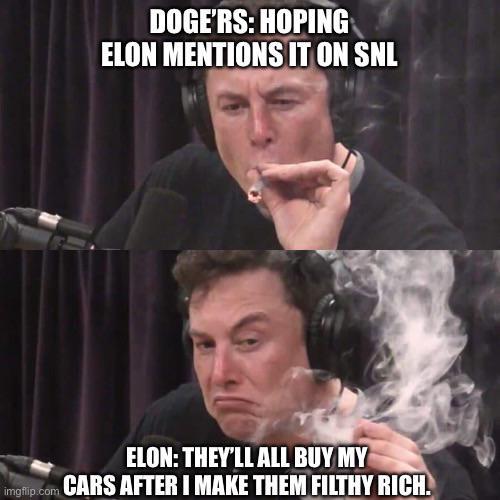 DOGE'RS: HOPING
ELON MENTIONS IT ON SNL
ELON: THEY'LL ALL BUY MY
CARS AFTER I MAKE THEM FILTHY RICH.
imgflip.com